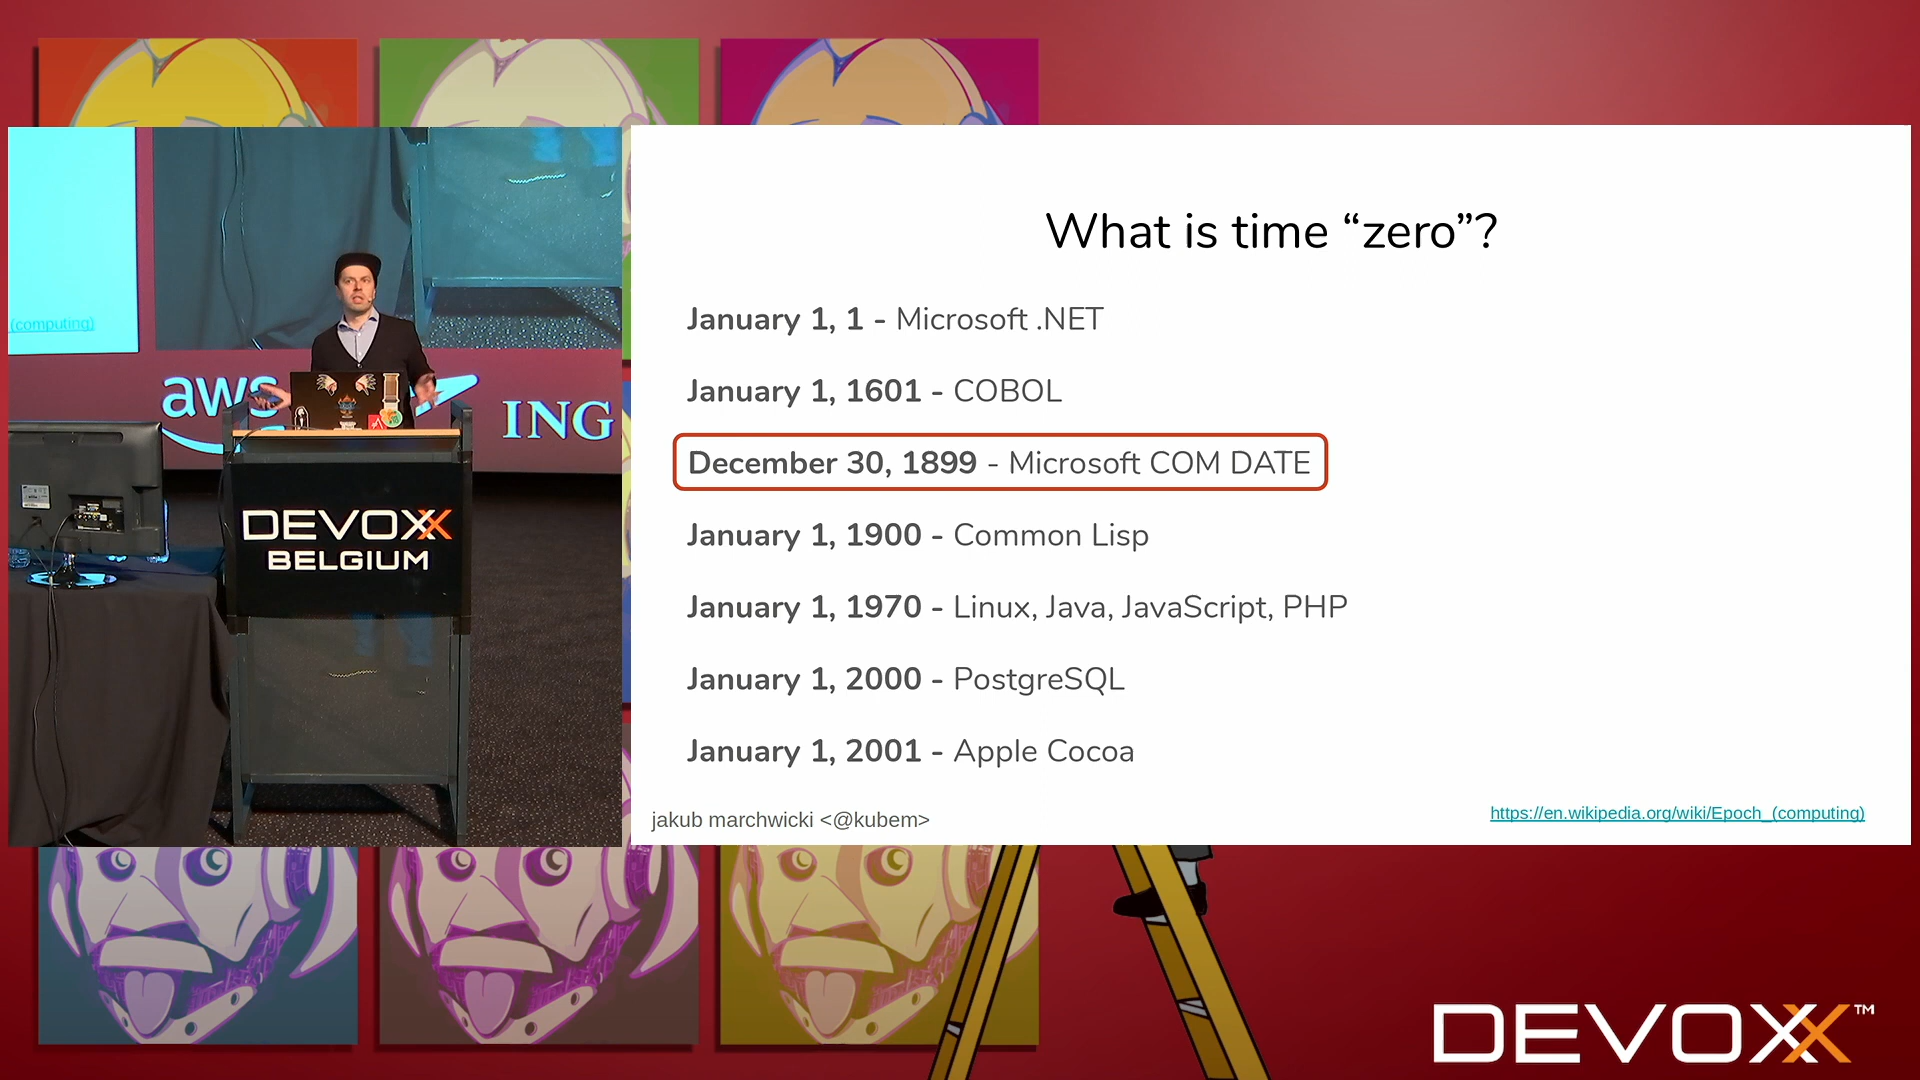 What is time “zero”?
January 1, 1 - Microsoft .NET
January 1, 1601 - COBOL
December 30, 1899 - Microsoft COM DATE
January 1, 1900 - Common Lisp
January 1, 1970 - Linux, Java, JavaScript, PHP
January 1, 2000 - PostgreSQL
January 1, 2001 - Apple Cocoa
jakub marchwicki <@kubem>
https://en.wikipedia.org/wiki/Epoch_(computing)
(computing)
aws
ING
DEVOXX
BELGIUM
DEVOXX™